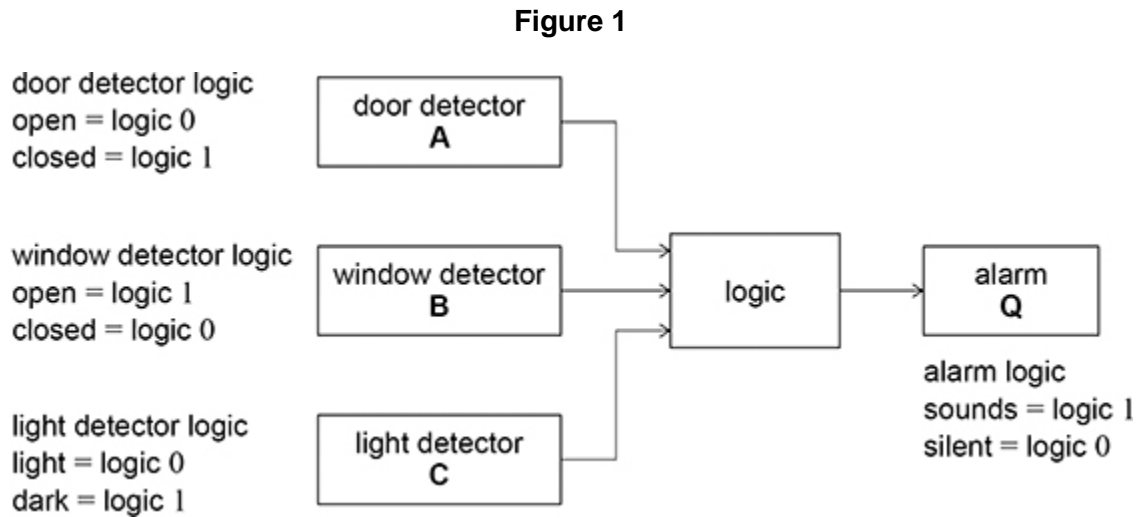 Figure 1
door detector logic
open = logic 0
closed = logic 1
door detector
A
window detector logic
open = logic 1
closed = logic 0
window detector
B
logic
alarm
Q
alarm logic
sounds = logic 1
silent = logic 0
light detector logic
light = logic 0
dark = logic 1
light detector
C